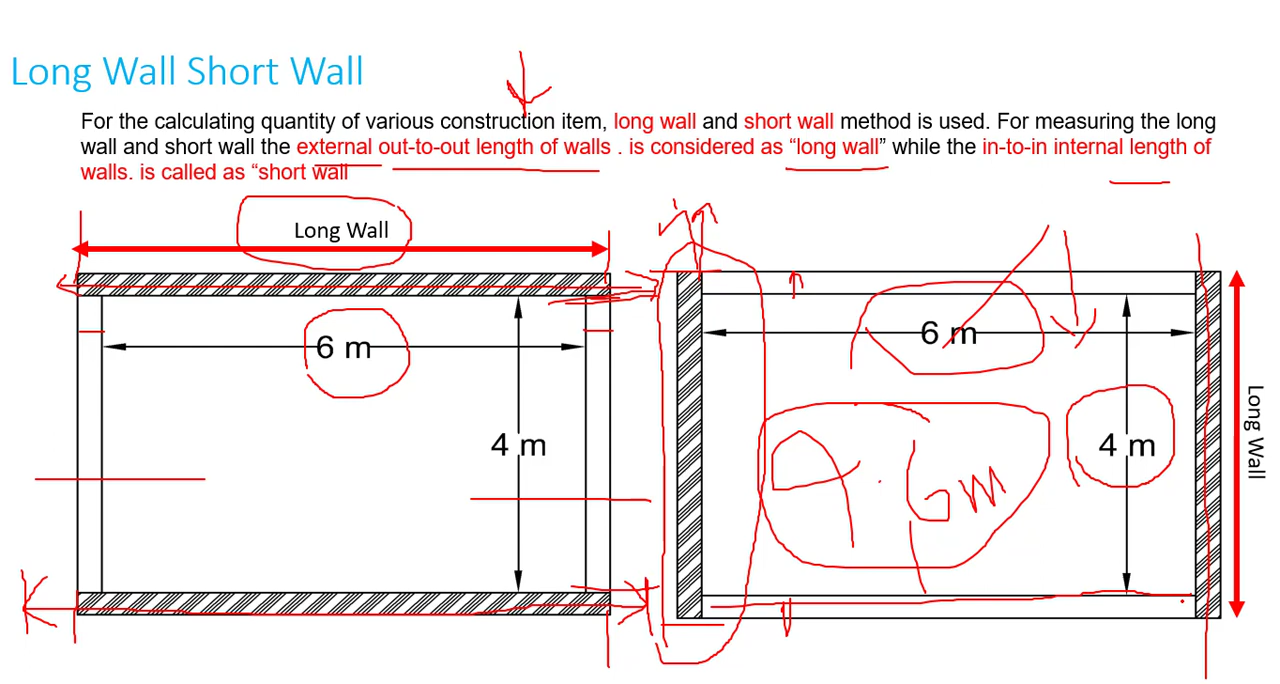 Long Wall Short Wall
For the calculating quantity of various construction item, long wall and short wall method is used. For measuring the long
wall and short wall the external out-to-out length of walls . is considered as “long wall” while the in-to-in internal length of
walls. is called as “short wall
Long Wall
6 m
4 m
6 m
4 m
Long Wall
9.6m